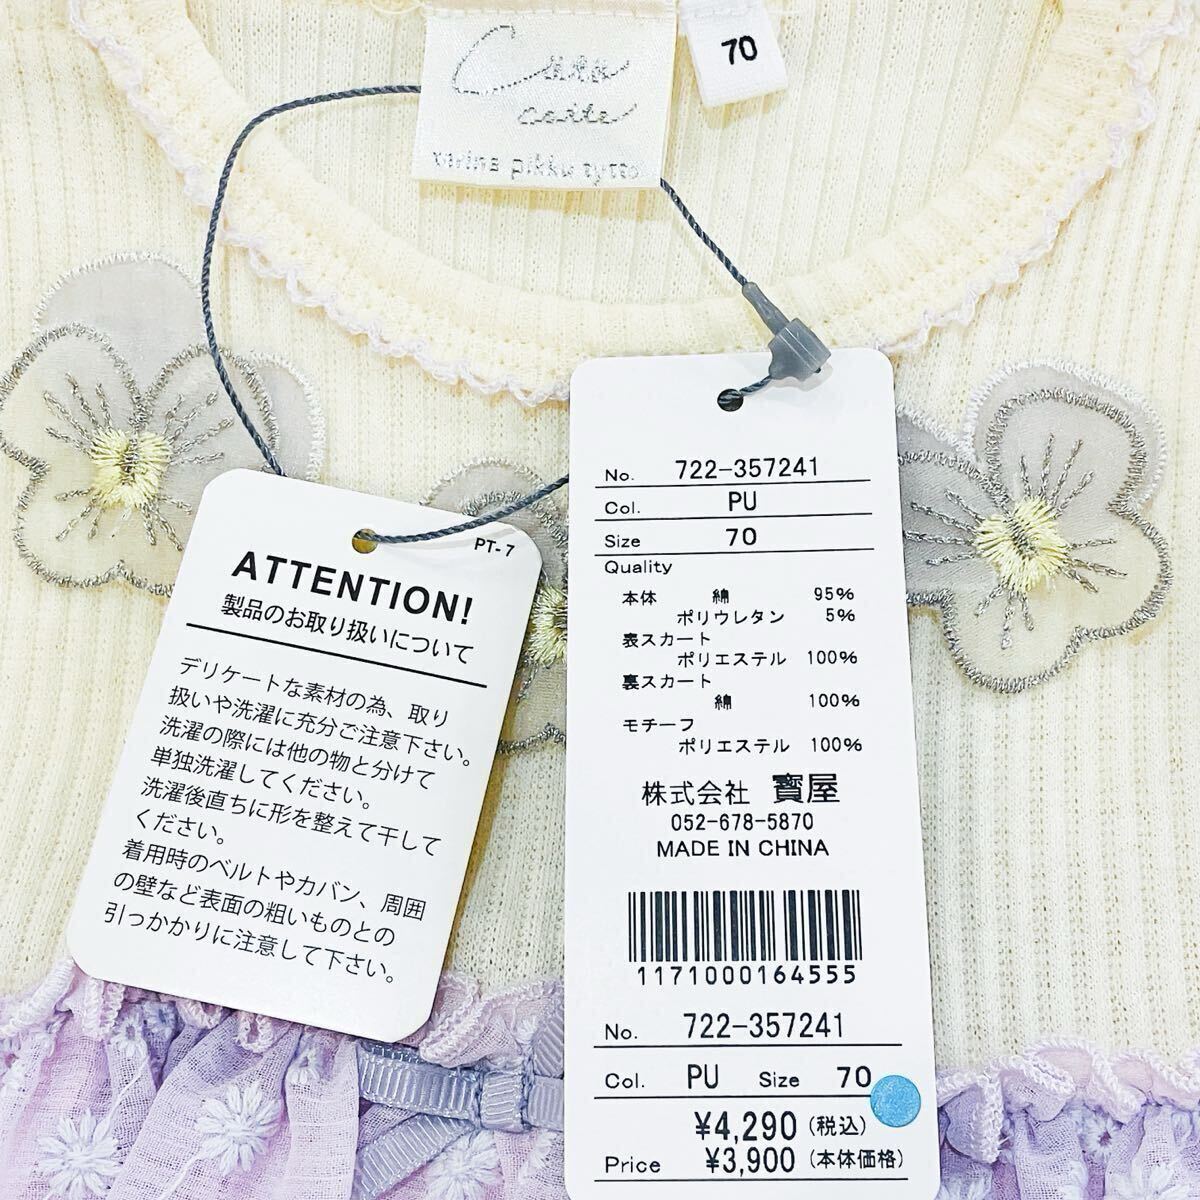 Cata
coite
70
pikku tytto
PT-7
ATTENTION!
製品のお取り扱いについて
デリケートな素材の為、取り
扱いや洗濯に充分ご注意下さい。
洗濯の際には他の物と分けて
単独洗濯してください。
洗濯後直ちに形を整えて干して
ください。
着用時のベルトやカバン、周囲
の壁など表面の粗いものとの
引っかかりに注意して下さい。
No. 722-357241
Col. PU
Size 70
Quality
本体 綿 95%
ポリウレタン 5%
表スカート
ポリエステル 100%
裏スカート
綿 100%
モチーフ
ポリエステル 100%
株式会社 寳屋
052-678-5870
MADE IN CHINA
1171000164555
No. 722-357241
Col. PU Size 70
¥4,290 (税込)
Price ¥3,900 (本体価格)